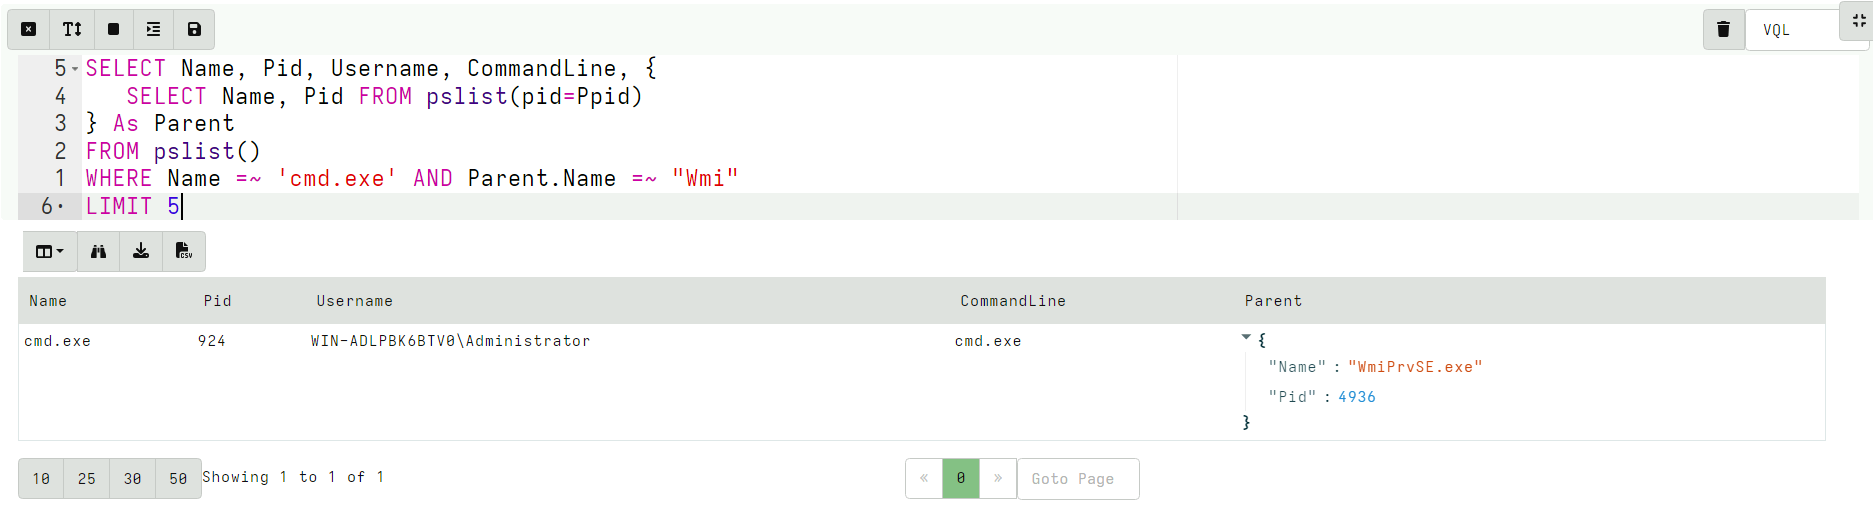 VQL
5 SELECT Name, Pid, Username, CommandLine, {
4 SELECT Name, Pid FROM pslist(pid=Ppid)
3 } As Parent
2 FROM pslist()
1 WHERE Name =~ 'cmd.exe' AND Parent.Name =~ "Wmi"
6· LIMIT 5
CSV
Name Pid Username CommandLine Parent
cmd.exe 924 WIN-ADLPBK6BTV0\Administrator cmd.exe {
"Name" : "WmiPrvSE.exe"
"Pid" : 4936
}
10 25 30 50 Showing 1 to 1 of 1 « 0 » Goto Page